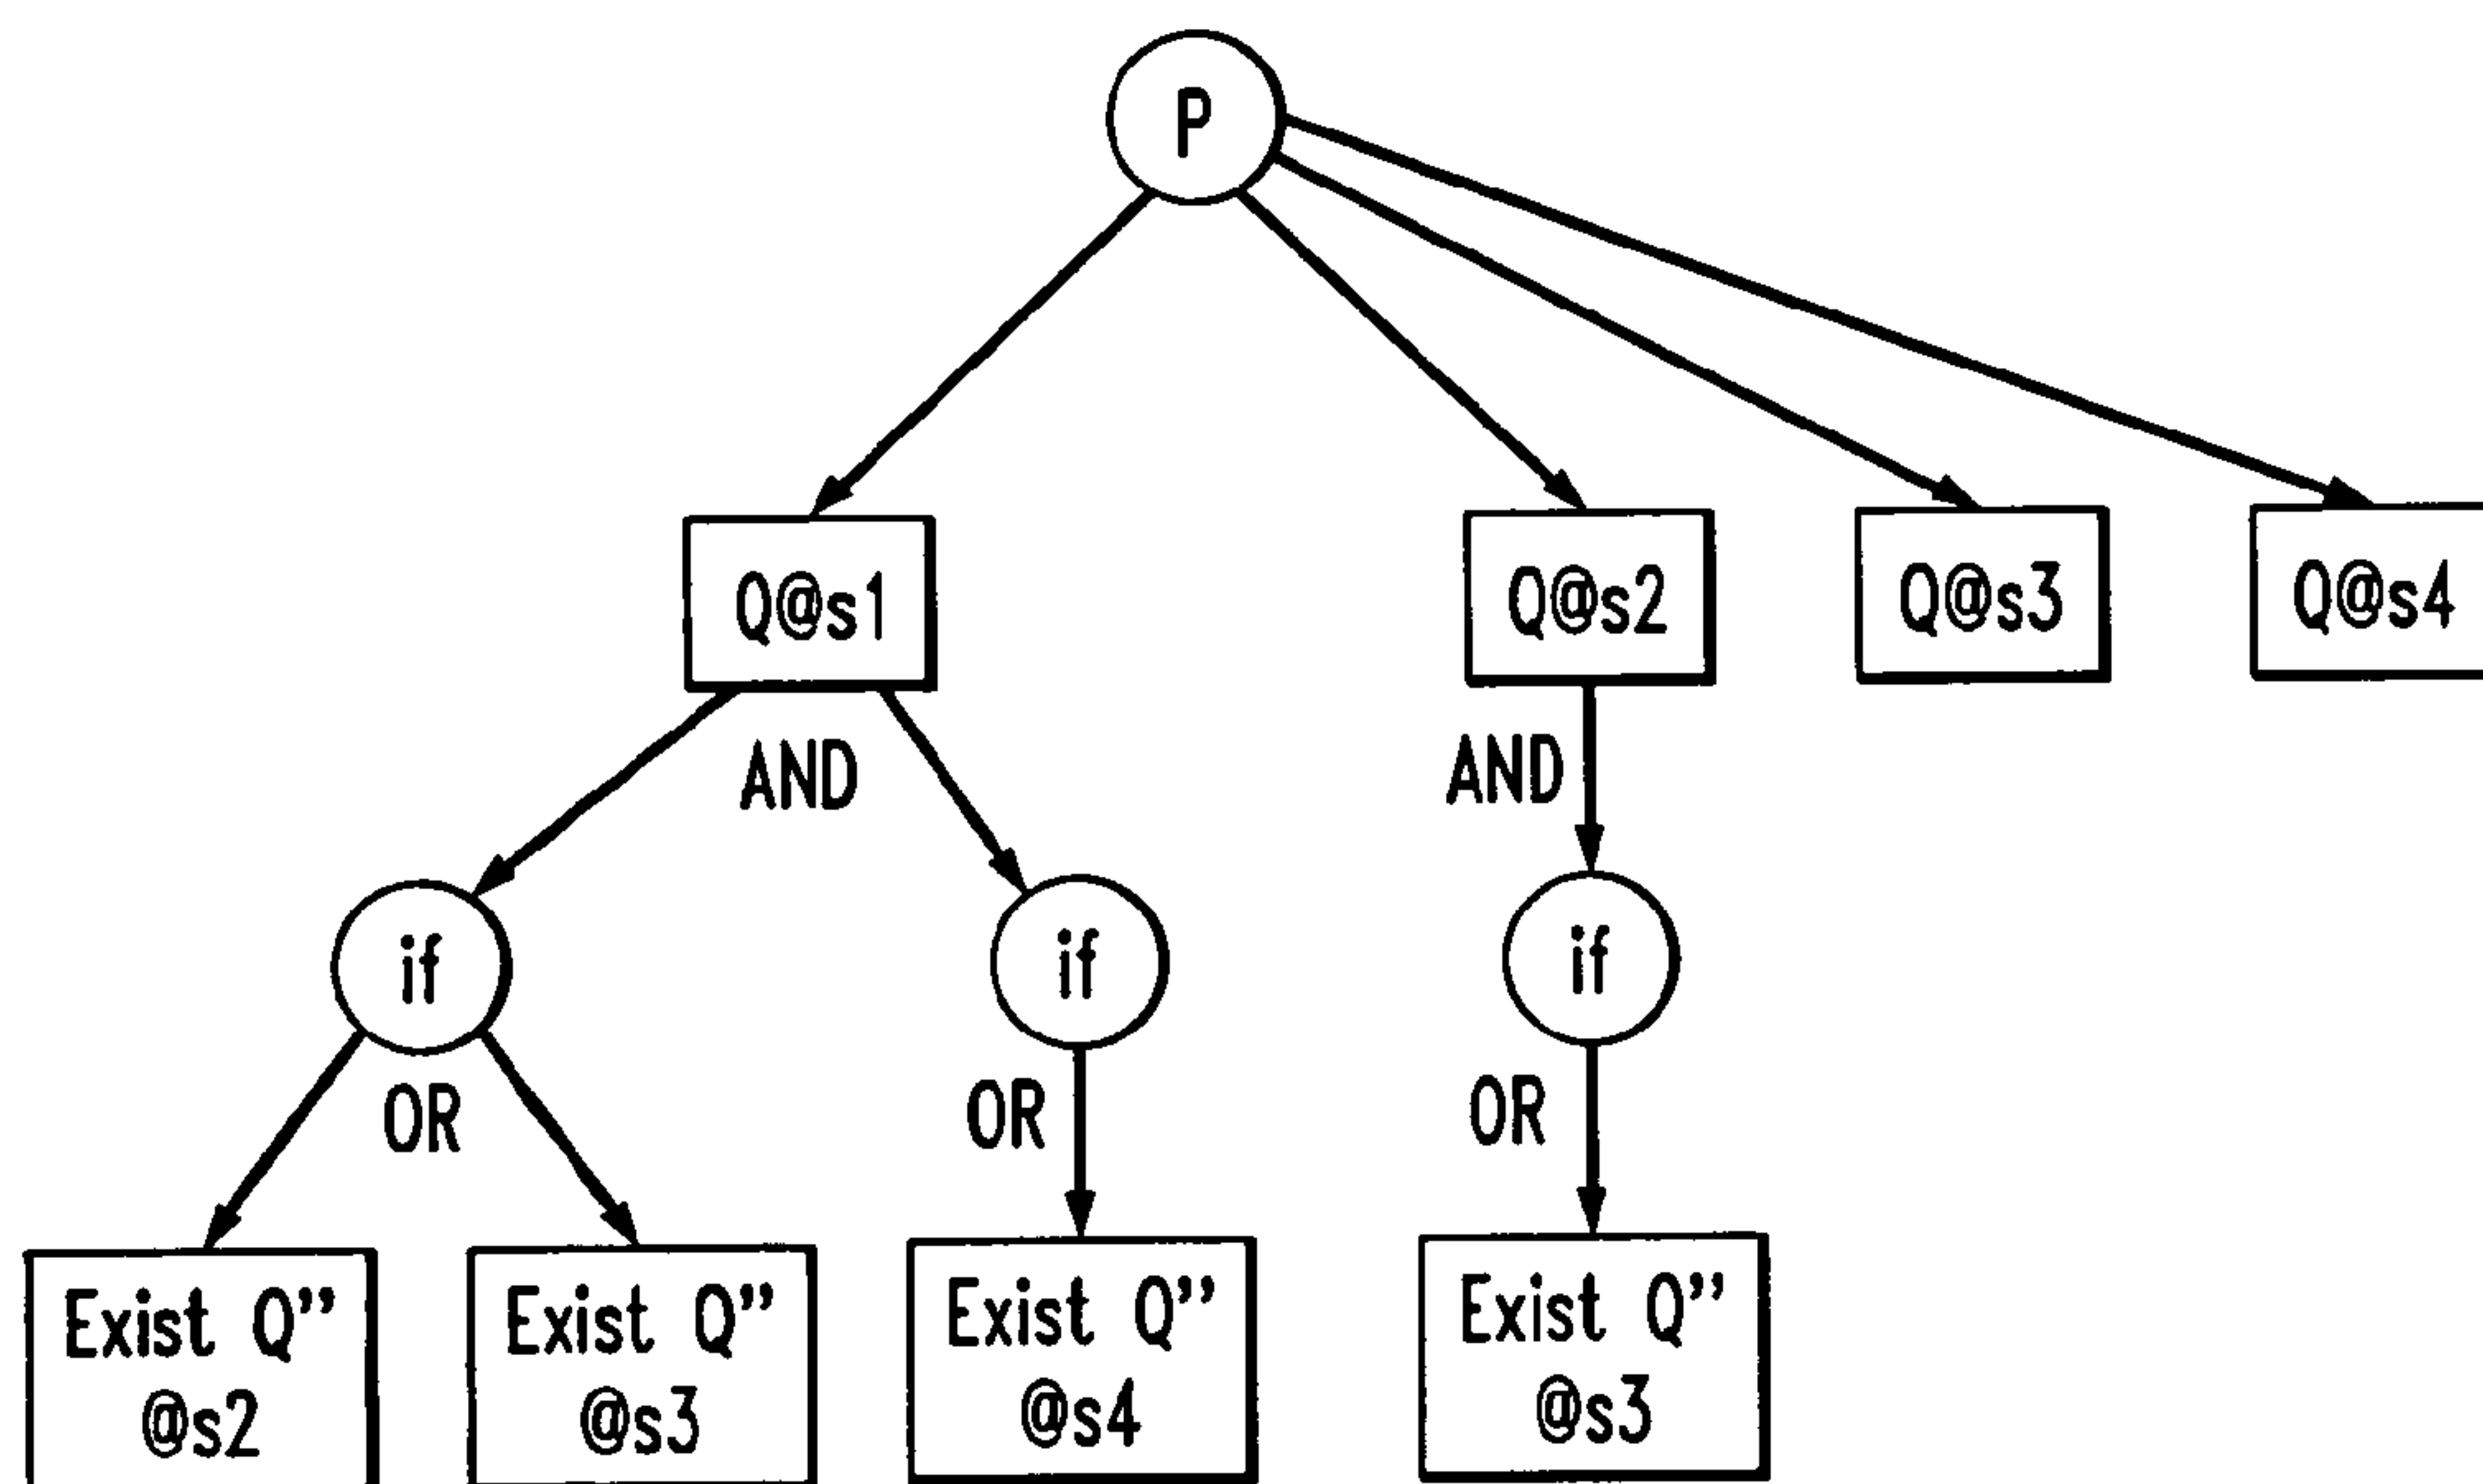 P
Q@s1
Q@s2
Q@s3
Q@s4
AND
AND
if
if
if
OR
OR
OR
Exist Q”
@s2
Exist Q”
@s3
Exist Q”
@s4
Exist Q”
@s3